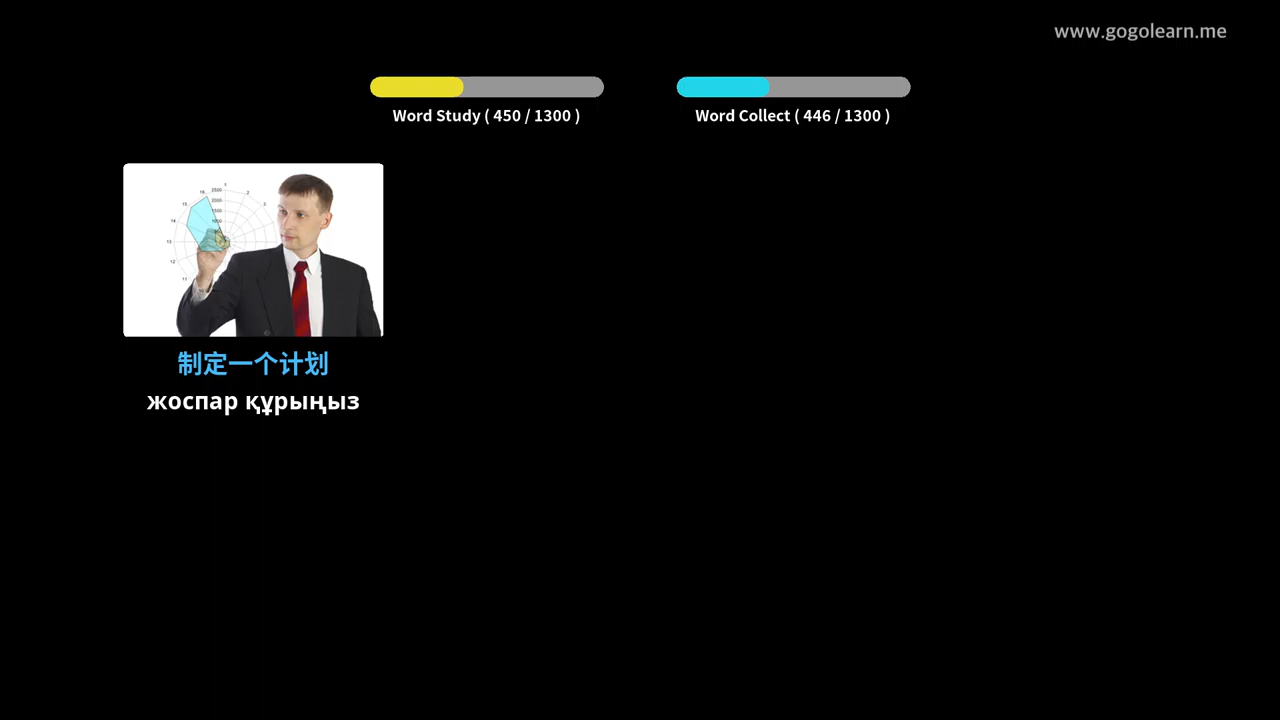 www.gogolearn.me
Word Study ( 450 / 1300 )
Word Collect ( 446 / 1300 )
制定一个计划
жоспар құрыңыз